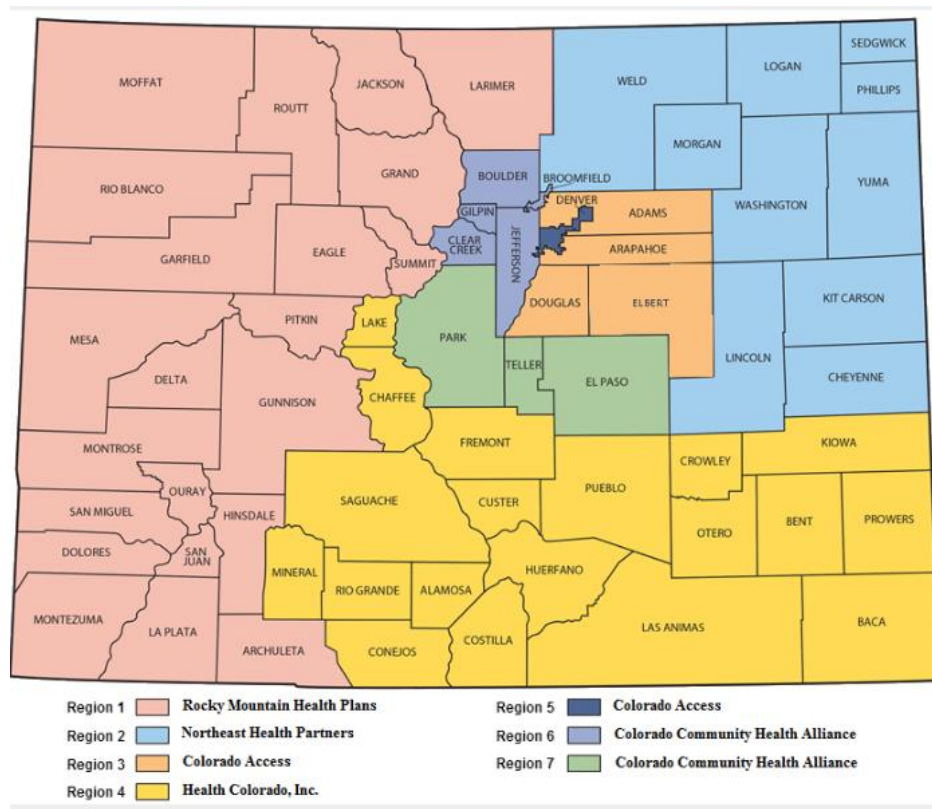 MOFFAT
ROUTT
JACKSON
LARIMER
WELD
LOGAN
SEDGWICK
PHILLIPS
MORGAN
RIO BLANCO
GRAND
BOULDER
BROOMFIELD
WASHINGTON
YUMA
GILPIN
DENVER
ADAMS
CLEAR
CREEK
JEFFERSON
ARAPAHOE
GARFIELD
EAGLE
SUMMIT
DOUGLAS
ELBERT
KIT CARSON
PITKIN
LAKE
PARK
MESA
LINCOLN
DELTA
TELLER
EL PASO
CHEYENNE
GUNNISON
CHAFFEE
MONTROSE
FREMONT
KIOWA
CROWLEY
OURAY
SAGUACHE
CUSTER
PUEBLO
SAN MIGUEL
HINSDALE
OTERO
BENT
PROWERS
DOLORES
SAN
JUAN
MINERAL
RIO GRANDE
ALAMOSA
HUERFANO
MONTEZUMA
LA PLATA
ARCHULETA
CONEJOS
COSTILLA
LAS ANIMAS
BACA
Region 1 Rocky Mountain Health Plans
Region 2 Northeast Health Partners
Region 3 Colorado Access
Region 4 Health Colorado, Inc.
Region 5 Colorado Access
Region 6 Colorado Community Health Alliance
Region 7 Colorado Community Health Alliance